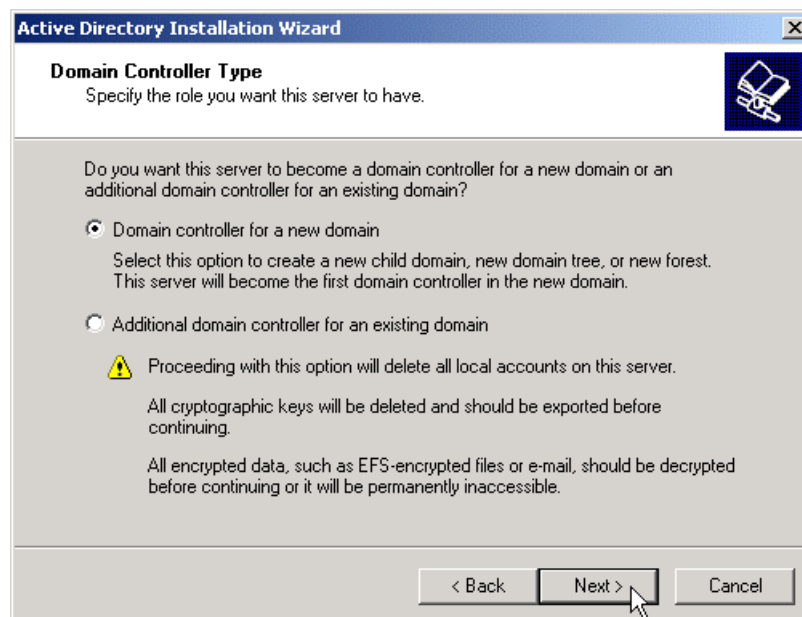 Active Directory Installation Wizard
Domain Controller Type
Specify the role you want this server to have.
Do you want this server to become a domain controller for a new domain or an
additional domain controller for an existing domain?
Domain controller for a new domain
Select this option to create a new child domain, new domain tree, or new forest.
This server will become the first domain controller in the new domain.
Additional domain controller for an existing domain
Proceeding with this option will delete all local accounts on this server.
All cryptographic keys will be deleted and should be exported before
continuing.
All encrypted data, such as EFS-encrypted files or e-mail, should be decrypted
before continuing or it will be permanently inaccessible.
< Back Next > Cancel